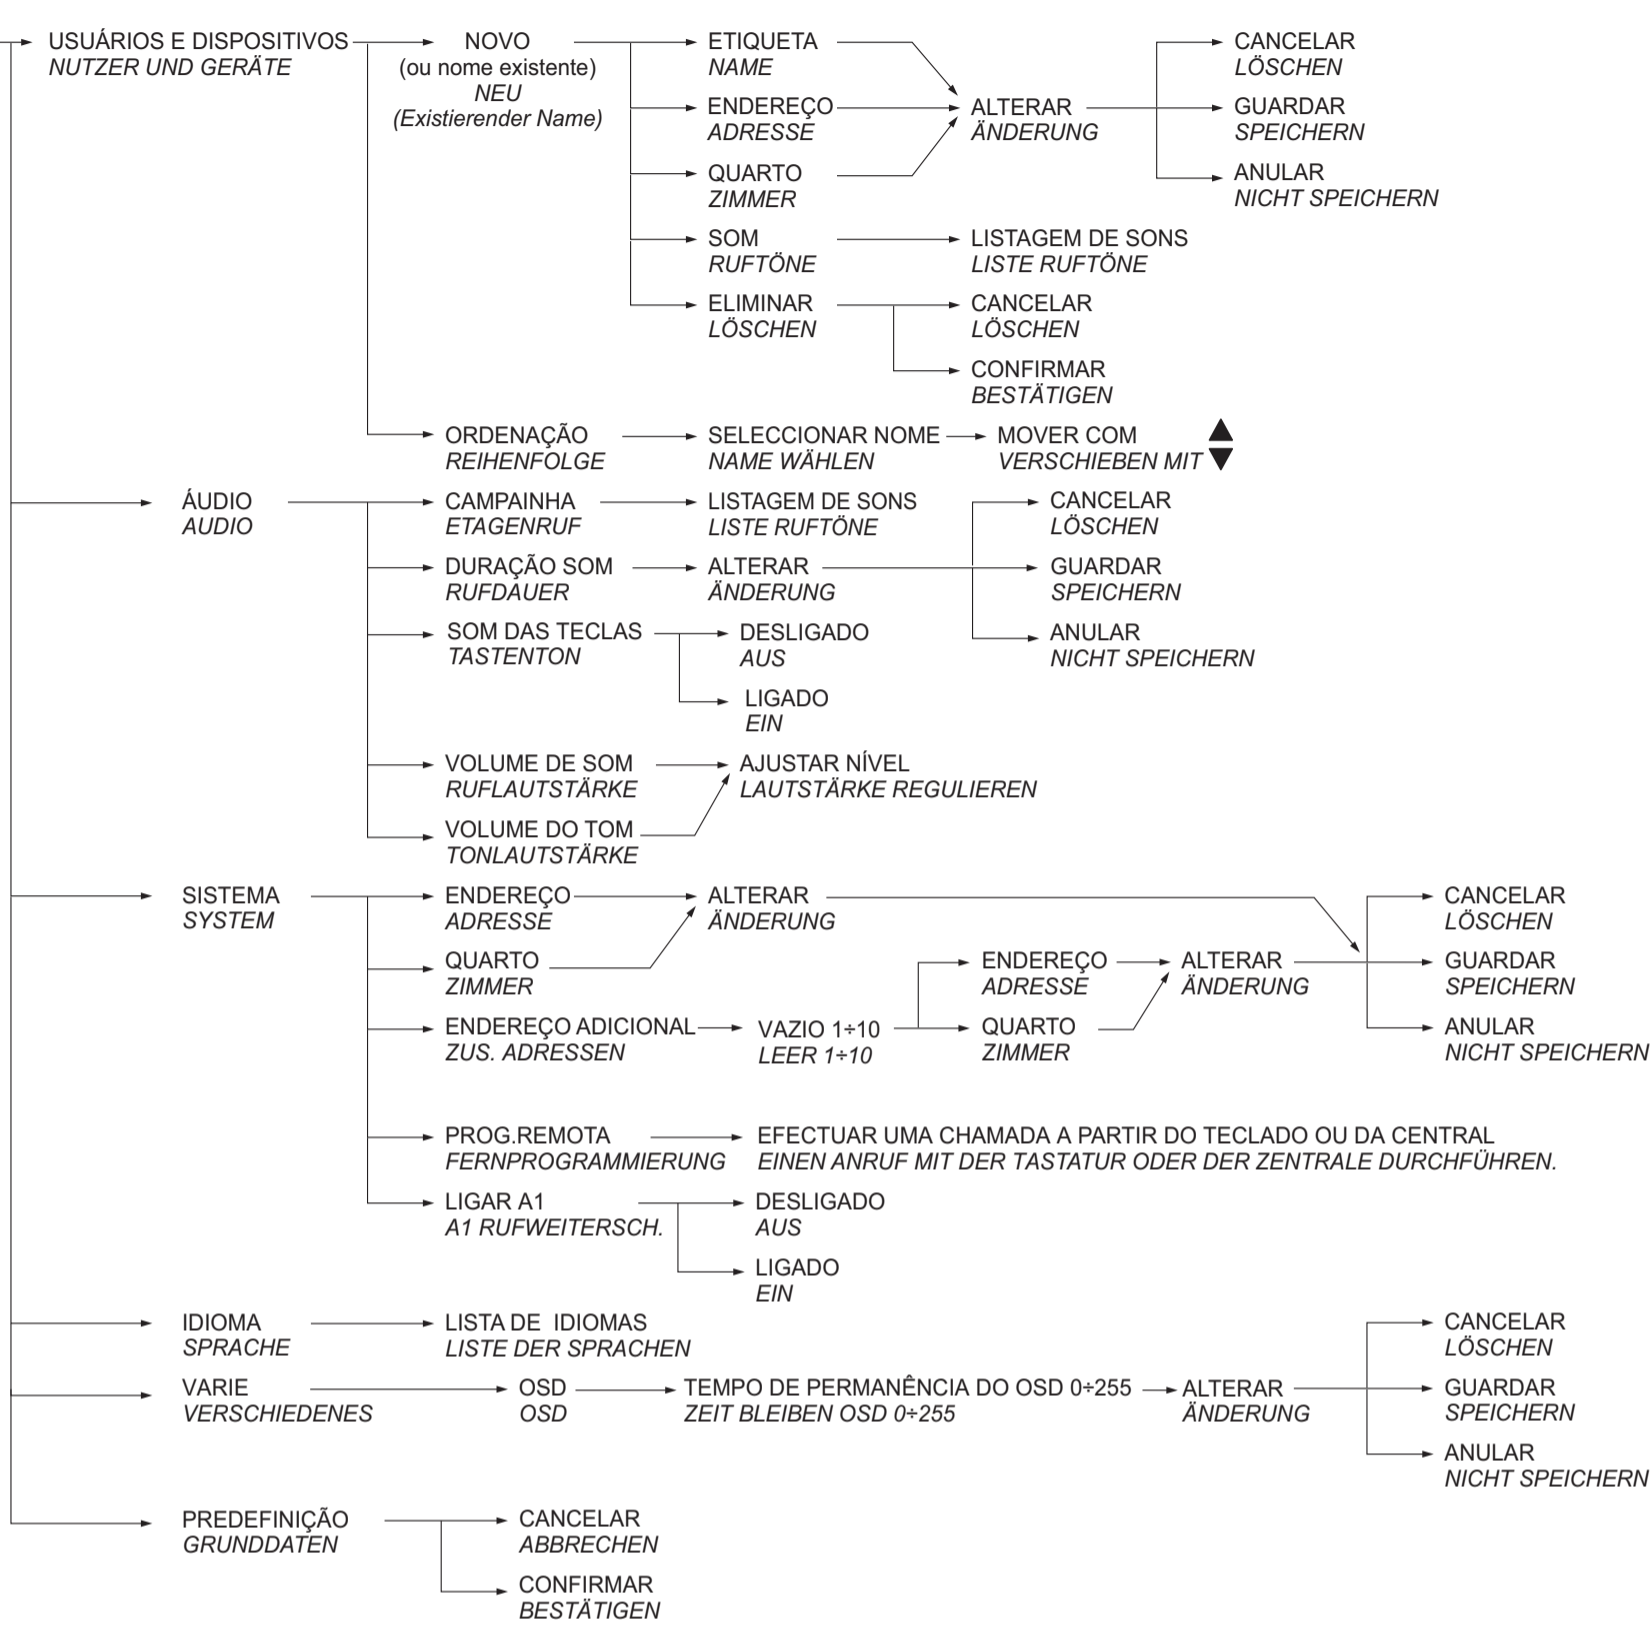 USUÁRIOS E DISPOSITIVOS
NUTZER UND GERÄTE
NOVO
(ou nome existente)
NEU
(Existierender Name)
ETIQUETA
NAME
ENDEREÇO
ADRESSE
QUARTO
ZIMMER
ALTERAR
ÄNDERUNG
CANCELAR
LÖSCHEN
GUARDAR
SPEICHERN
ANULAR
NICHT SPEICHERN
SOM
RUFTÖNE
LISTAGEM DE SONS
LISTE RUFTÖNE
ELIMINAR
LÖSCHEN
CANCELAR
LÖSCHEN
CONFIRMAR
BESTÄTIGEN
ORDENAÇÃO
REIHENFOLGE
SELECCIONAR NOME
NAME WÄHLEN
MOVER COM
VERSCHIEBEN MIT
ÁUDIO
AUDIO
CAMPAINHA
ETAGENRUF
LISTAGEM DE SONS
LISTE RUFTÖNE
DURAÇÃO SOM
RUFDAUER
ALTERAR
ÄNDERUNG
CANCELAR
LÖSCHEN
GUARDAR
SPEICHERN
ANULAR
NICHT SPEICHERN
SOM DAS TECLAS
TASTENTON
DESLIGADO
AUS
LIGADO
EIN
VOLUME DE SOM
RUFLAUTSTÄRKE
AJUSTAR NÍVEL
LAUTSTÄRKE REGULIEREN
VOLUME DO TOM
TONLAUTSTÄRKE
SISTEMA
SYSTEM
ENDEREÇO
ADRESSE
ALTERAR
ÄNDERUNG
QUARTO
ZIMMER
ENDEREÇO ADICIONAL
ZUS. ADRESSEN
VAZIO 1÷10
LEER 1÷10
ENDEREÇO
ADRESSE
QUARTO
ZIMMER
ALTERAR
ÄNDERUNG
CANCELAR
LÖSCHEN
GUARDAR
SPEICHERN
ANULAR
NICHT SPEICHERN
PROG.REMOTA
FERNPROGRAMMIERUNG
EFECTUAR UMA CHAMADA A PARTIR DO TECLADO OU DA CENTRAL
EINEN ANRUF MIT DER TASTATUR ODER DER ZENTRALE DURCHFÜHREN.
LIGAR A1
A1 RUFWEITERSCH.
DESLIGADO
AUS
LIGADO
EIN
IDIOMA
SPRACHE
LISTA DE IDIOMAS
LISTE DER SPRACHEN
VARIE
VERSCHIEDENES
OSD
OSD
TEMPO DE PERMANÊNCIA DO OSD 0÷255
ZEIT BLEIBEN OSD 0÷255
ALTERAR
ÄNDERUNG
CANCELAR
LÖSCHEN
GUARDAR
SPEICHERN
ANULAR
NICHT SPEICHERN
PREDEFINIÇÃO
GRUNDDATEN
CANCELAR
ABBRECHEN
CONFIRMAR
BESTÄTIGEN